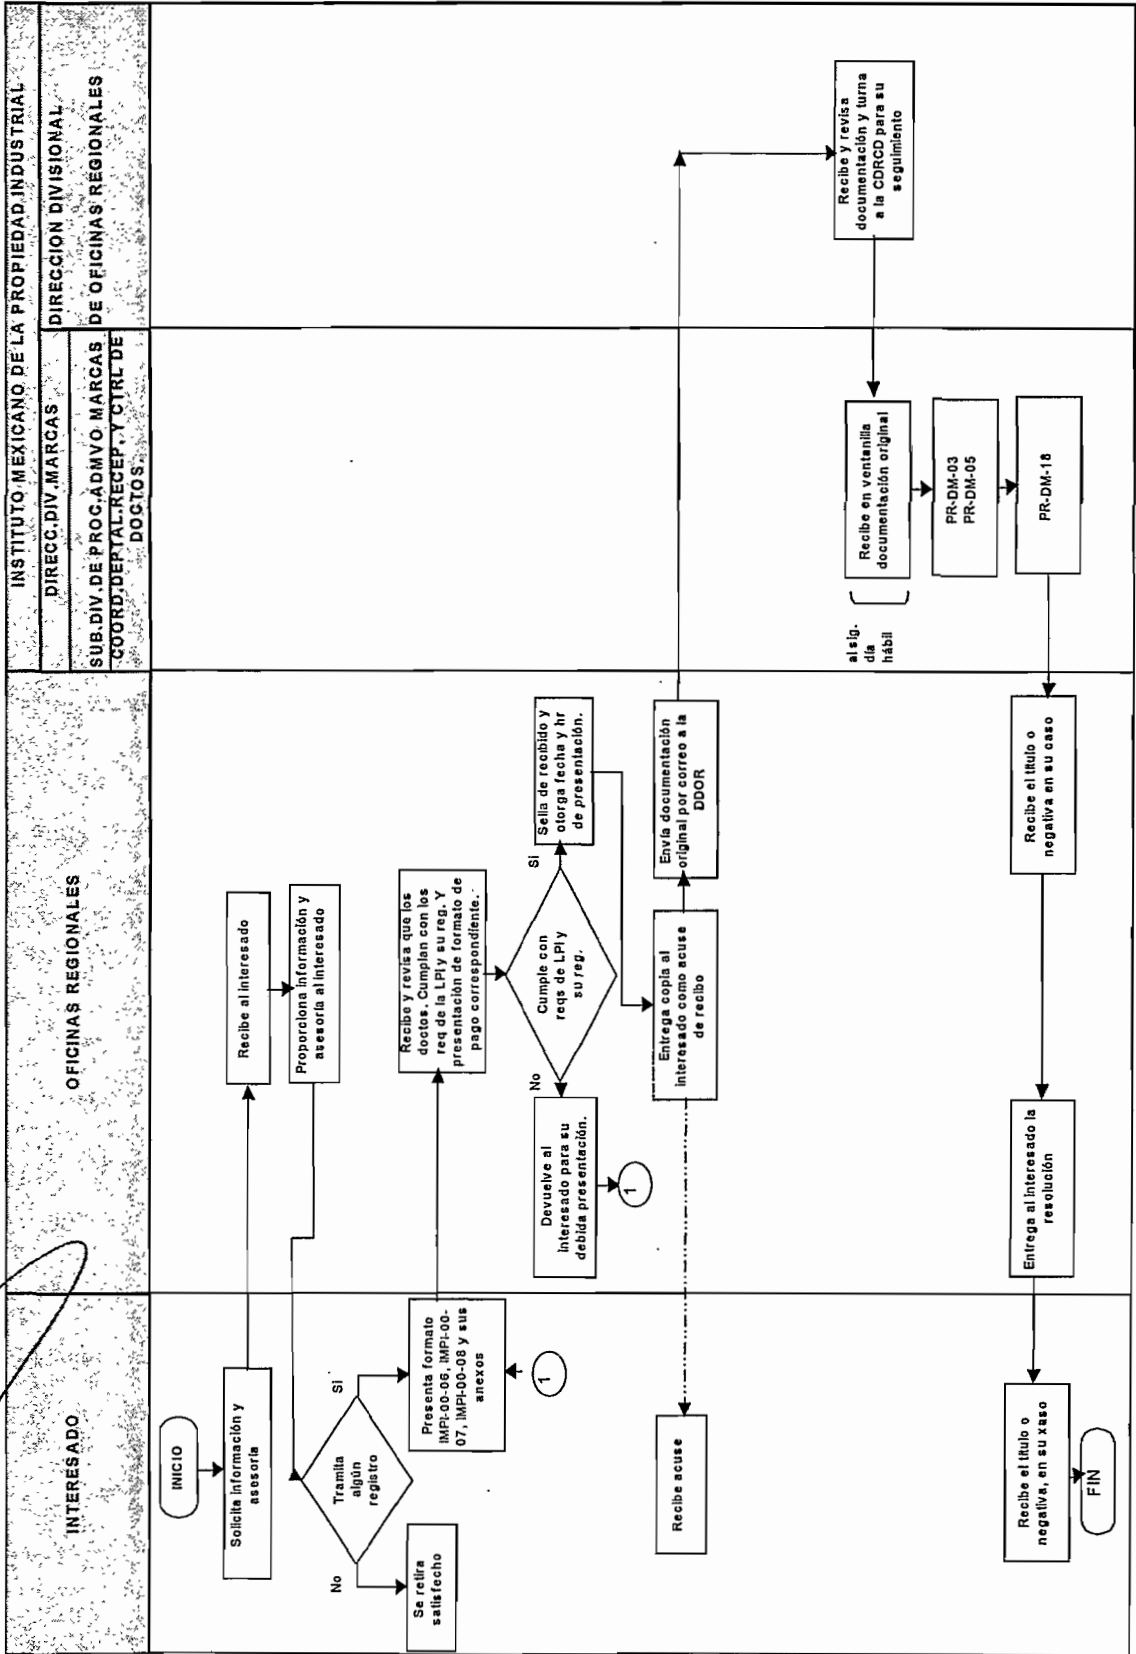 INSTITUTO MEXICANO DE LA PROPIEDAD INDUSTRIAL
INTERESADO
OFICINAS REGIONALES
DIRECC.DIV.MARCAS
SUB.DIV.DE PROC.ADMVO MARCAS
COORD.DEPTAL.RECEP. Y CTRL DE
DOCTOS.
DIRECCION DIVISIONAL
DE OFICINAS REGIONALES
INICIO
Solicita información y
asesoría
Recibe al interesado
Proporciona información y
asesoría al interesado
Tramita
algún
registro
No
Si
Se retira
satisfecho
Presenta formato
IMPI-00-06, IMPI-00-
07, IMPI-00-08 y sus
anexos
1
Recibe y revisa que los
doctos. Cumplan con los
req de la LPI y su reg. Y
presentación de formato de
pago correspondiente.
Cumple con
reqs de LPI y
su reg.
No
Si
Devuelve al
interesado para su
debida presentación.
1
Sella de recibido y
otorga fecha y hr
de presentación.
Entrega copia al
interesado como acuse
de recibo
Recibe acuse
Envía documentación
original por correo a la
DDOR
Recibe y revisa
documentación y turna
a la CDRCD para su
seguimiento
al sig.
día
hábil
Recibe en ventanilla
documentación original
PR-DM-03
PR-DM-05
PR-DM-18
Recibe el título o
negativa en su caso
Entrega al interesado la
resolución
Recibe el título o
negativa, en su xaso
FIN